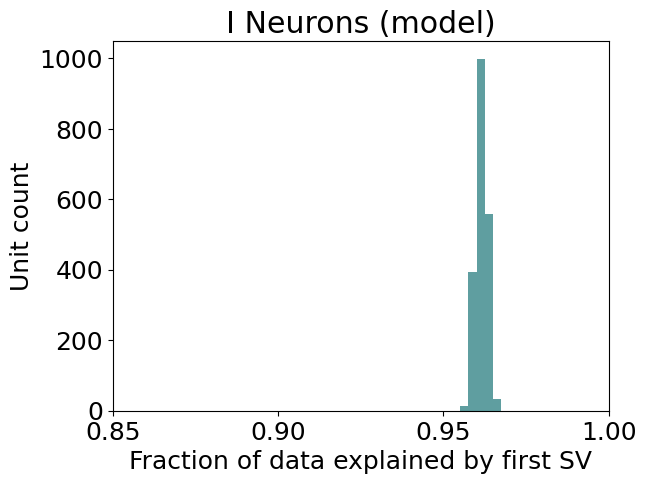 I Neurons (model)
Unit count
1000
800
600
400
200
0
0.85 0.90 0.95 1.00
Fraction of data explained by first SV